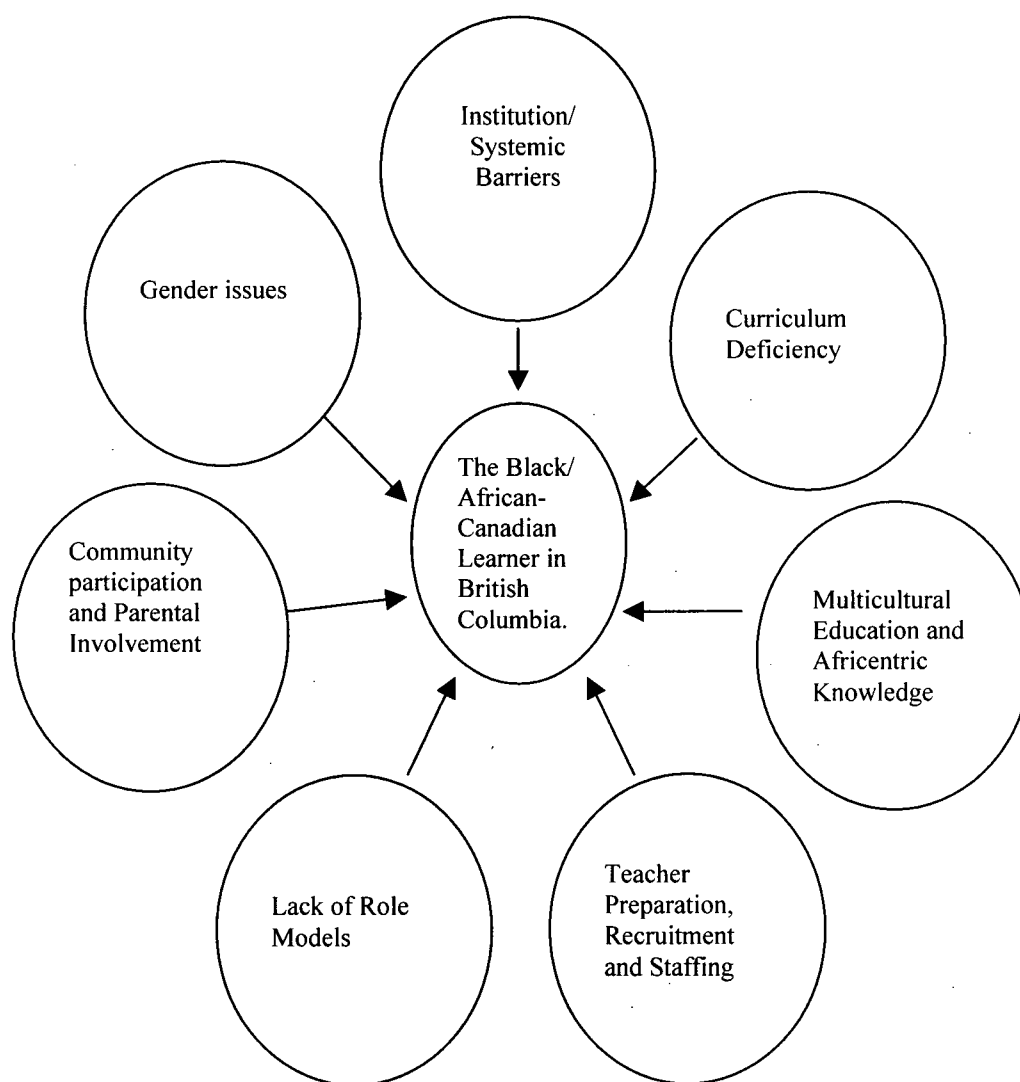 Institution/
Systemic
Barriers
Gender issues
Curriculum
Deficiency
The Black/
African-
Canadian
Learner in
British
Columbia.
Community
participation
and Parental
Involvement
Multicultural
Education and
Africentric
Knowledge
Lack of Role
Models
Teacher
Preparation,
Recruitment
and Staffing